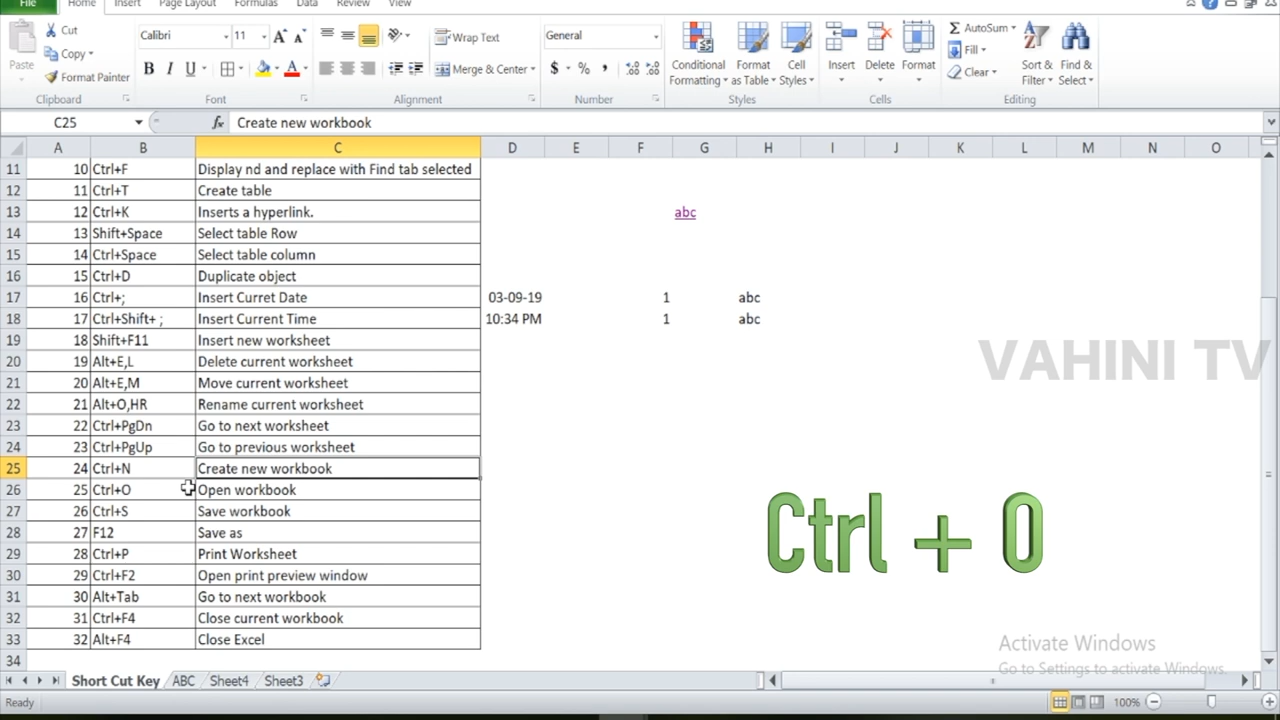 File Home Insert Page Layout Formulas Data Review View
Paste Cut Copy Format Painter Clipboard
Calibri 11 B I U Font
Wrap Text Merge & Center Alignment
General $ % , Number
Conditional Formatting Format as Table Cell Styles Styles
Insert Delete Format Cells
Σ AutoSum Fill Clear Sort & Filter Find & Select Editing
C25 fx Create new workbook
A B C D E F G H I J K L M N O
11 10 Ctrl+F Display nd and replace with Find tab selected
12 11 Ctrl+T Create table
13 12 Ctrl+K Inserts a hyperlink. abc
14 13 Shift+Space Select table Row
15 14 Ctrl+Space Select table column
16 15 Ctrl+D Duplicate object
17 16 Ctrl+; Insert Curret Date 03-09-19 1 abc
18 17 Ctrl+Shift+ ; Insert Current Time 10:34 PM 1 abc
19 18 Shift+F11 Insert new worksheet
20 19 Alt+E,L Delete current worksheet
21 20 Alt+E,M Move current worksheet
22 21 Alt+O,HR Rename current worksheet
23 22 Ctrl+PgDn Go to next worksheet
24 23 Ctrl+PgUp Go to previous worksheet
25 24 Ctrl+N Create new workbook
26 25 Ctrl+O Open workbook
27 26 Ctrl+S Save workbook
28 27 F12 Save as
29 28 Ctrl+P Print Worksheet
30 29 Ctrl+F2 Open print preview window
31 30 Alt+Tab Go to next workbook
32 31 Ctrl+F4 Close current workbook
33 32 Alt+F4 Close Excel
34
VAHINI TV
Ctrl + O
Activate Windows
Go to Settings to activate Windows.
Short Cut Key ABC Sheet4 Sheet3
Ready 100%